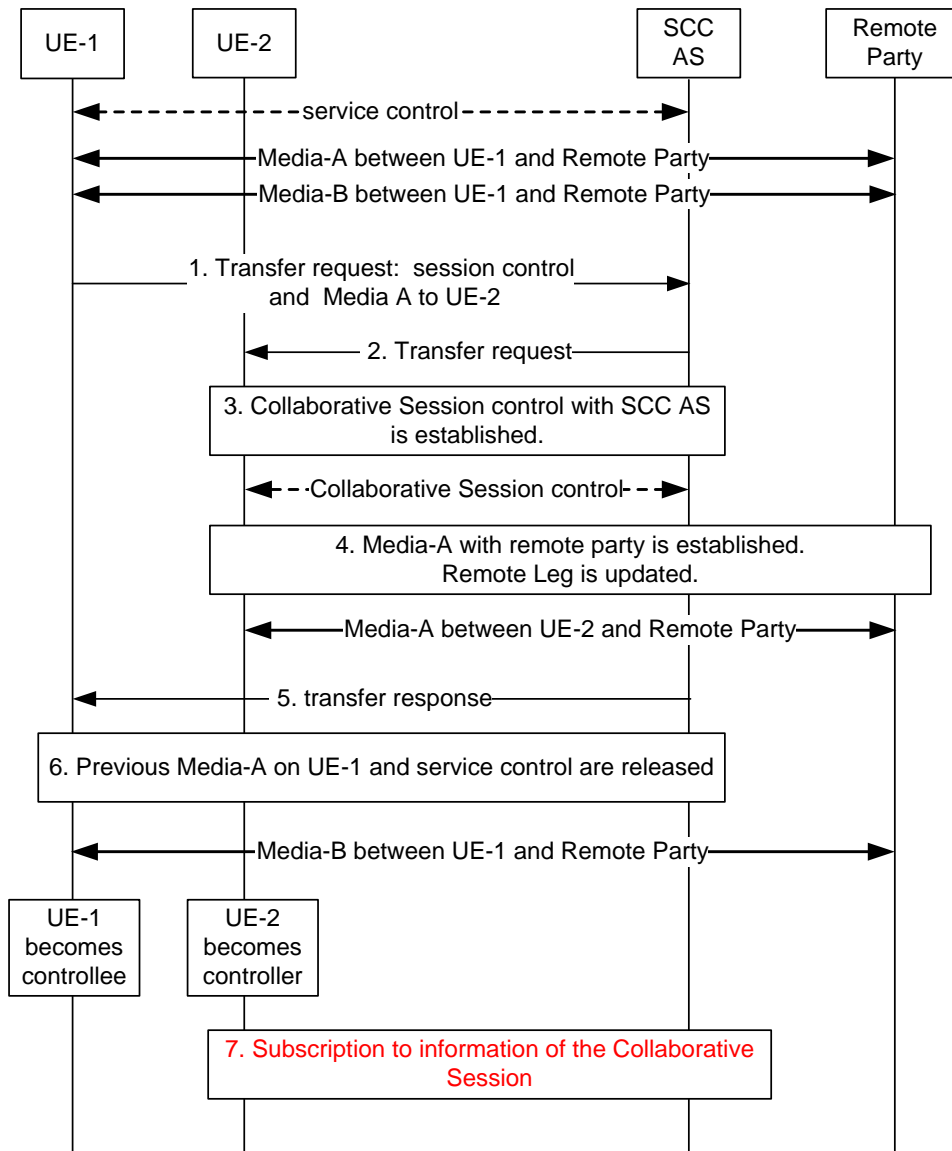 UE-1
UE-2
SCC
AS
Remote
Party
service control
Media-A between UE-1 and Remote Party
Media-B between UE-1 and Remote Party
1. Transfer request:  session control
and  Media A to UE-2
2. Transfer request
3. Collaborative Session control with SCC AS
is established.
Collaborative Session control
4. Media-A with remote party is established.
Remote Leg is updated.
Media-A between UE-2 and Remote Party
5. transfer response
6. Previous Media-A on UE-1 and service control are released
Media-B between UE-1 and Remote Party
UE-1
becomes
controllee
UE-2
becomes
controller
7. Subscription to information of the Collaborative
Session